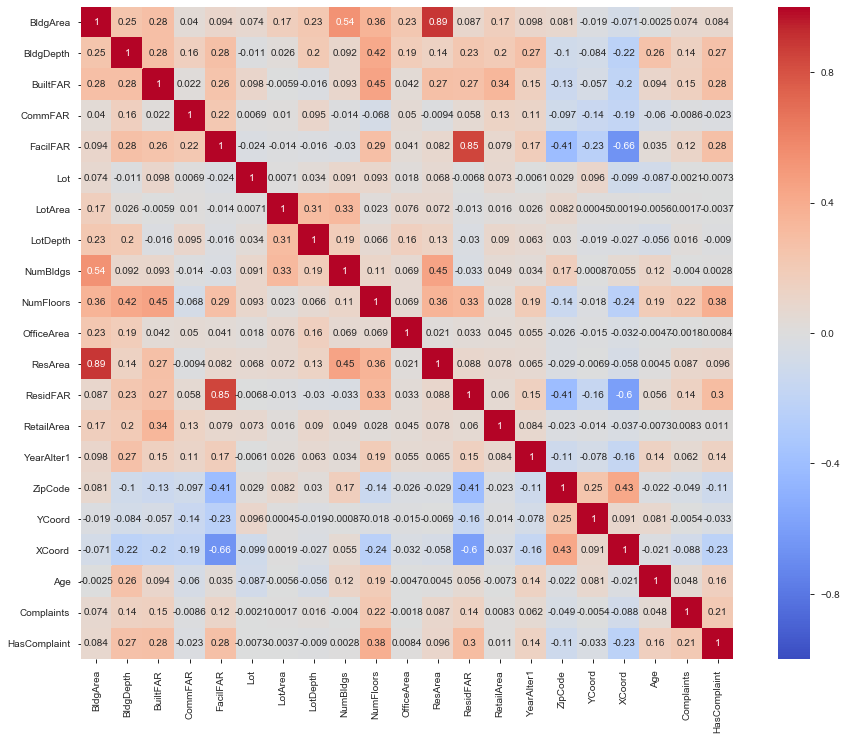 BldgArea 1 0.25 0.28 0.04 0.094 0.074 0.17 0.23 0.54 0.36 0.23 0.89 0.087 0.17 0.098 0.081 -0.019 -0.071 -0.0025 0.074 0.084
BldgDepth 0.25 1 0.28 0.16 0.28 -0.011 0.026 0.2 0.092 0.42 0.19 0.14 0.23 0.2 0.27 -0.1 -0.084 -0.22 0.26 0.14 0.27
0.8
BuiltFAR 0.28 0.28 1 0.022 0.26 0.098 -0.0059 -0.016 0.093 0.45 0.042 0.27 0.27 0.34 0.15 -0.13 -0.057 -0.2 0.094 0.15 0.28
CommFAR 0.04 0.16 0.022 1 0.22 0.0069 0.01 0.095 -0.014 -0.068 0.05 -0.0094 0.058 0.13 0.11 -0.097 -0.14 -0.19 -0.06 -0.0086 -0.023
FacilFAR 0.094 0.28 0.26 0.22 1 -0.024 -0.014 -0.016 -0.03 0.29 0.041 0.082 0.85 0.079 0.17 -0.41 -0.23 -0.66 0.035 0.12 0.28
Lot 0.074 -0.011 0.098 0.0069 -0.024 1 0.0071 0.034 0.091 0.093 0.018 0.068 -0.0068 0.073 -0.0061 0.029 0.096 -0.099 -0.087 -0.0021 -0.0073
0.4
LotArea 0.17 0.026 -0.0059 0.01 -0.014 0.0071 1 0.31 0.33 0.023 0.076 0.072 -0.013 0.016 0.026 0.082 0.00045 0.0019 -0.0056 0.0017 -0.0037
LotDepth 0.23 0.2 -0.016 0.095 -0.016 0.034 0.31 1 0.19 0.066 0.16 0.13 -0.03 0.09 0.063 0.03 -0.019 -0.027 -0.056 0.016 -0.009
NumBldgs 0.54 0.092 0.093 -0.014 -0.03 0.091 0.33 0.19 1 0.11 0.069 0.45 -0.033 0.049 0.034 0.17 -0.00087 0.055 0.12 -0.004 0.0028
NumFloors 0.36 0.42 0.45 -0.068 0.29 0.093 0.023 0.066 0.11 1 0.069 0.36 0.33 0.028 0.19 -0.14 -0.018 -0.24 0.19 0.22 0.38
OfficeArea 0.23 0.19 0.042 0.05 0.041 0.018 0.076 0.16 0.069 0.069 1 0.021 0.033 0.045 0.055 -0.026 -0.015 -0.032 -0.0047 -0.0018 0.0084
0.0
ResArea 0.89 0.14 0.27 -0.0094 0.082 0.068 0.072 0.13 0.45 0.36 0.021 1 0.088 0.078 0.065 -0.029 -0.0069 -0.058 0.0045 0.087 0.096
ResidFAR 0.087 0.23 0.27 0.058 0.85 -0.0068 -0.013 -0.03 -0.033 0.33 0.033 0.088 1 0.06 0.15 -0.41 -0.16 -0.6 0.056 0.14 0.3
RetailArea 0.17 0.2 0.34 0.13 0.079 0.073 0.016 0.09 0.049 0.028 0.045 0.078 0.06 1 0.084 -0.023 -0.014 -0.037 -0.0073 0.0083 0.011
YearAlter1 0.098 0.27 0.15 0.11 0.17 -0.0061 0.026 0.063 0.034 0.19 0.055 0.065 0.15 0.084 1 -0.11 -0.078 -0.16 0.14 0.062 0.14
−0.4
ZipCode 0.081 -0.1 -0.13 -0.097 -0.41 0.029 0.082 0.03 0.17 -0.14 -0.026 -0.029 -0.41 -0.023 -0.11 1 0.25 0.43 -0.022 -0.049 -0.11
YCoord -0.019 -0.084 -0.057 -0.14 -0.23 0.096 0.00045 -0.019 -0.00087 -0.018 -0.015 -0.0069 -0.16 -0.014 -0.078 0.25 1 0.091 0.081 -0.0054 -0.033
XCoord -0.071 -0.22 -0.2 -0.19 -0.66 -0.099 0.0019 -0.027 0.055 -0.24 -0.032 -0.058 -0.6 -0.037 -0.16 0.43 0.091 1 -0.021 -0.088 -0.23
Age -0.0025 0.26 0.094 -0.06 0.035 -0.087 -0.0056 -0.056 0.12 0.19 -0.0047 0.0045 0.056 -0.0073 0.14 -0.022 0.081 -0.021 1 0.048 0.16
−0.8
Complaints 0.074 0.14 0.15 -0.0086 0.12 -0.0021 0.0017 0.016 -0.004 0.22 -0.0018 0.087 0.14 0.0083 0.062 -0.049 -0.0054 -0.088 0.048 1 0.21
HasComplaint 0.084 0.27 0.28 -0.023 0.28 -0.0073 -0.0037 -0.009 0.0028 0.38 0.0084 0.096 0.3 0.011 0.14 -0.11 -0.033 -0.23 0.16 0.21 1
BldgArea BldgDepth BuiltFAR CommFAR FacilFAR Lot LotArea LotDepth NumBldgs NumFloors OfficeArea ResArea ResidFAR RetailArea YearAlter1 ZipCode YCoord XCoord Age Complaints HasComplaint